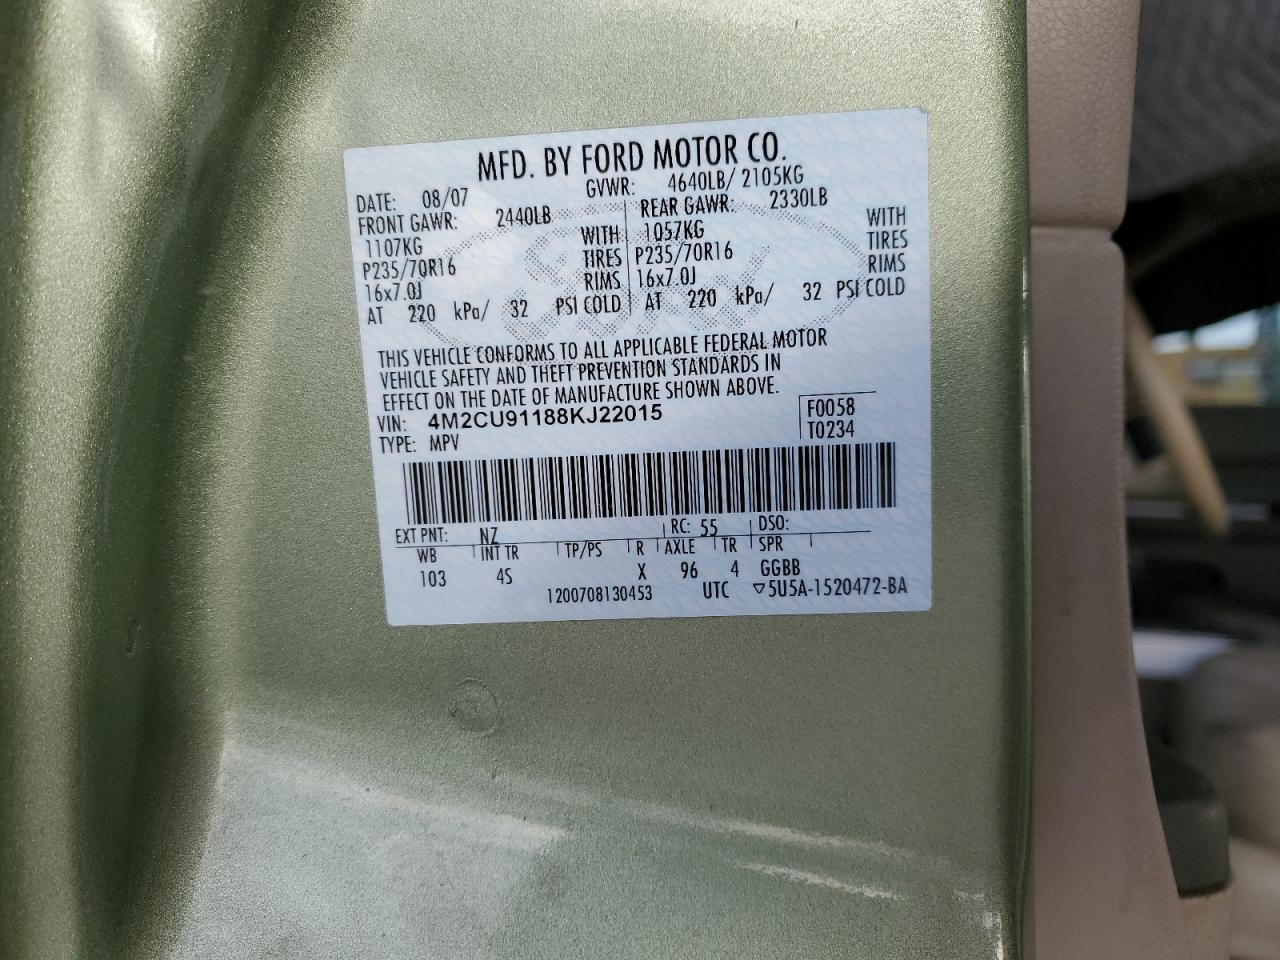 MFD. BY FORD MOTOR CO.
DATE: 08/07 GVWR: 4640LB/ 2105KG
FRONT GAWR: 2440LB REAR GAWR: 2330LB
1107KG WITH 1057KG WITH
P235/70R16 TIRES P235/70R16 TIRES
16x7.0J RIMS 16x7.0J RIMS
AT 220 kPa/ 32 PSI COLD AT 220 kPa/ 32 PSI COLD
THIS VEHICLE CONFORMS TO ALL APPLICABLE FEDERAL MOTOR
VEHICLE SAFETY AND THEFT PREVENTION STANDARDS IN
EFFECT ON THE DATE OF MANUFACTURE SHOWN ABOVE.
VIN: 4M2CU91188KJ22015 F0058
TYPE: MPV T0234
EXT PNT: NZ RC: 55 DSO:
WB INT TR TP/PS R AXLE TR SPR
103 4S X 96 4 GGBB
1200708130453 UTC ▽5U5A-1520472-BA